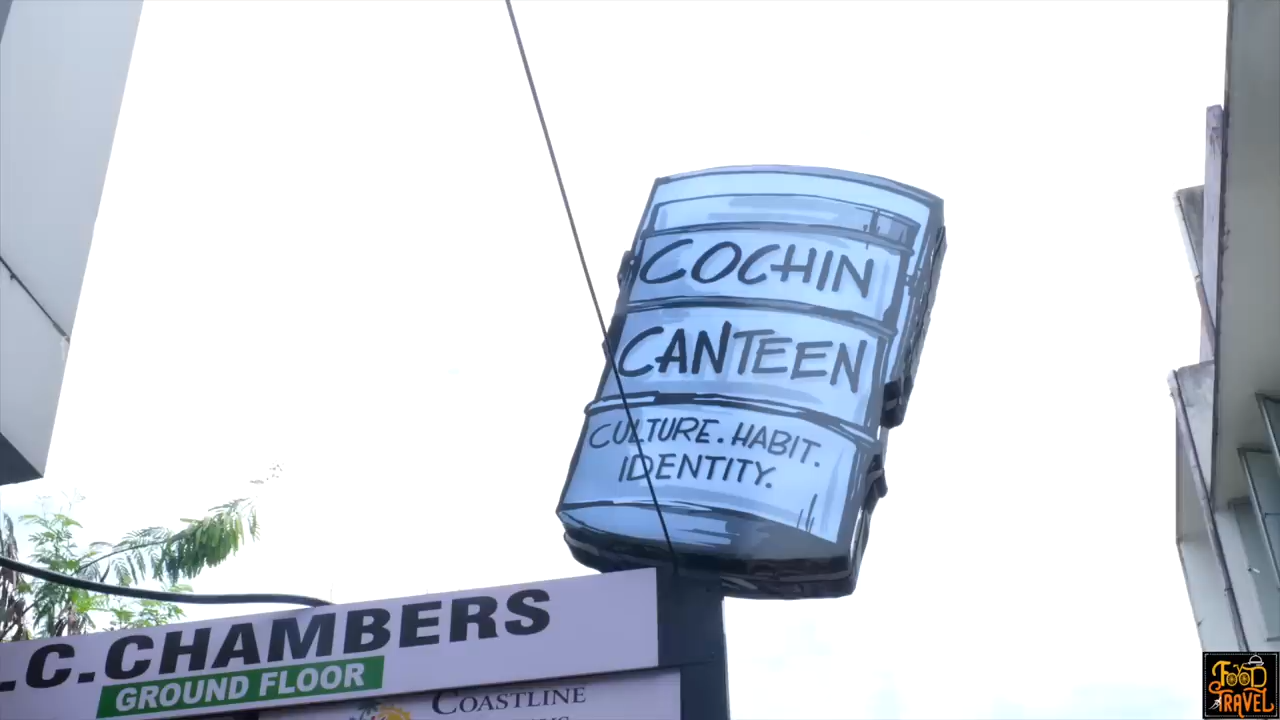 COCHIN
CANTEEN
CULTURE. HABIT.
IDENTITY.
.C.CHAMBERS
GROUND FLOOR
COASTLINE
FOOD
TRAVEL